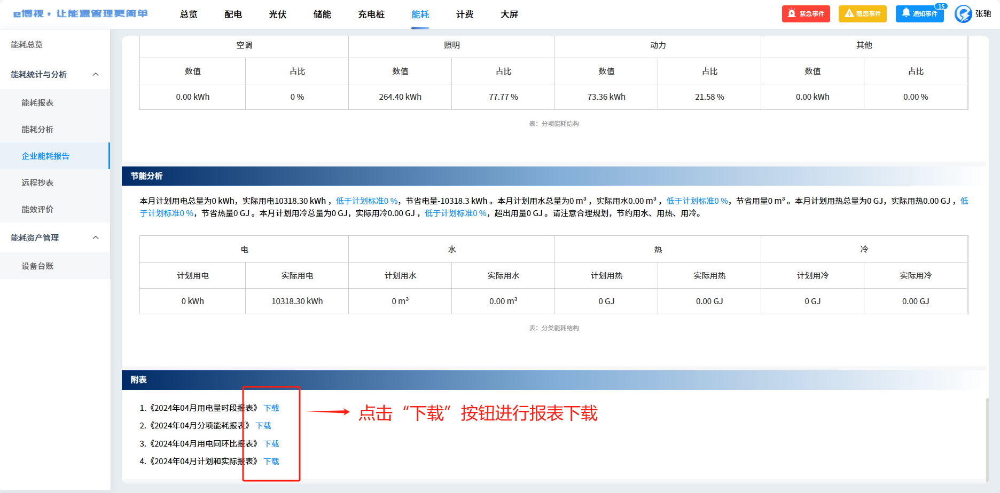 e博视，让能源管理更简单
总览 配电 光伏 储能 充电桩 能耗 计费 大屏
紧急事件 隐患事件 通知事件 15 张驰
能耗总览
能耗统计与分析
能耗报表
能耗分析
企业能耗报告
远程抄表
能效评价
能耗资产管理
设备台账
空调 照明 动力 其他
数值 占比 数值 占比 数值 占比 数值 占比
0.00 kWh 0 % 264.40 kWh 77.77 % 73.36 kWh 21.58 % 0.00 kWh 0.00 %
表：分项能耗结构
节能分析
本月计划用电总量为0 kWh，实际用电10318.30 kWh ，低于计划标准0 %，节省电量-10318.3 kWh 。本月计划用水总量为0 m³ ，实际用水0.00 m³ ，低于计划标准0 %，节省用量0 m³ 。本月计划用热总量为0 GJ，实际用热0.00 GJ ，低
于计划标准0 %，节省热量0 GJ 。本月计划用冷总量为0 GJ，实际用冷0.00 GJ ，低于计划标准0 %，超出用量0 GJ 。请注意合理规划，节约用水、用热、用冷。
电 水 热 冷
计划用电 实际用电 计划用水 实际用水 计划用热 实际用热 计划用冷 实际用冷
0 kWh 10318.30 kWh 0 m³ 0.00 m³ 0 GJ 0.00 GJ 0 GJ 0.00 GJ
表：分类能耗结构
附表
1.《2024年04月用电量时段报表》 下载
2.《2024年04月分项能耗报表》 下载
3.《2024年04月用电同环比报表》 下载
4.《2024年04月计划和实际报表》 下载
点击“下载”按钮进行报表下载